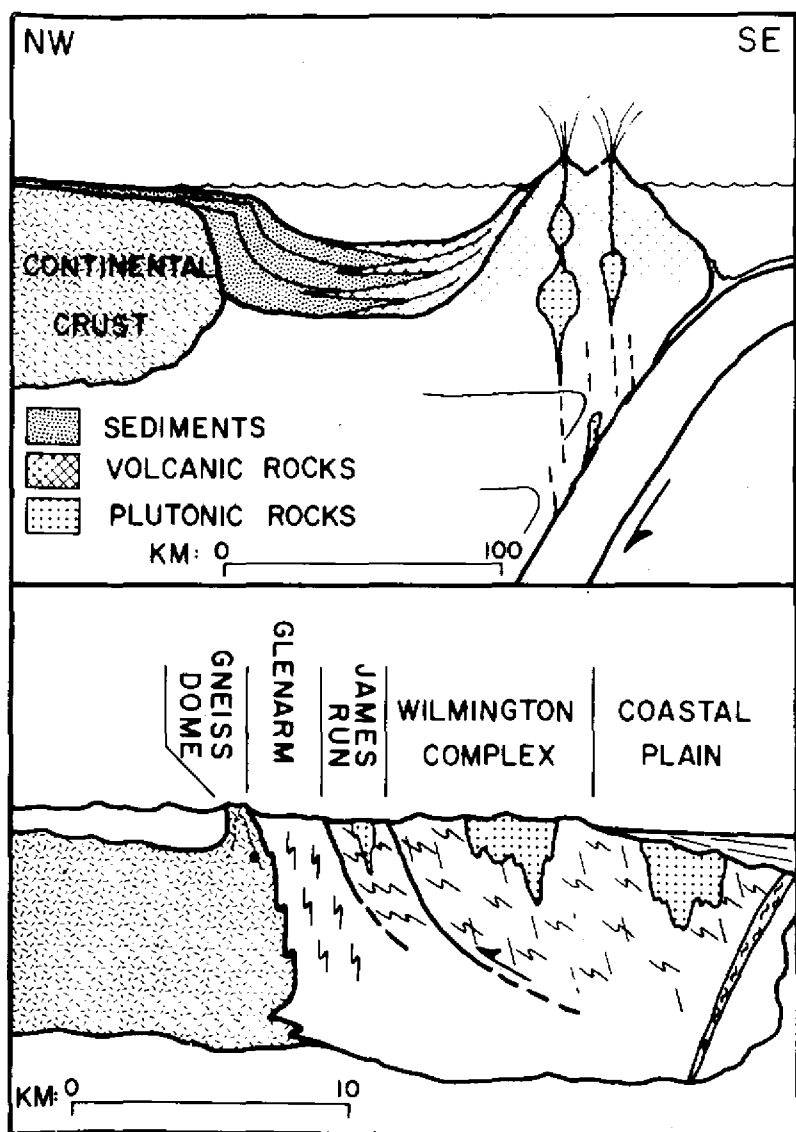 NW
SE
CONTINENTAL
CRUST
SEDIMENTS
VOLCANIC ROCKS
PLUTONIC ROCKS
KM: 0 100
GNEISS
DOME
GLENARM
JAMES
RUN
WILMINGTON
COMPLEX
COASTAL
PLAIN
KM: 0 10